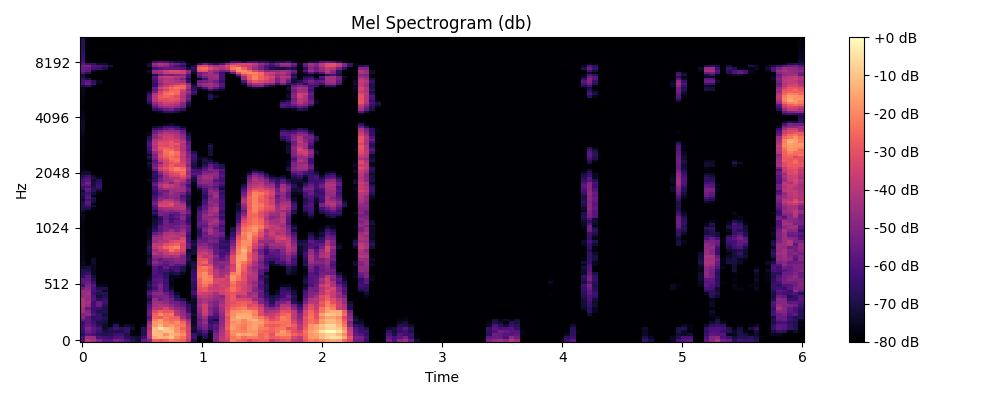 Mel Spectrogram (db)
Hz
8192
4096
2048
1024
512
0
0 1 2 3 4 5 6
Time
+0 dB
-10 dB
-20 dB
-30 dB
-40 dB
-50 dB
-60 dB
-70 dB
-80 dB